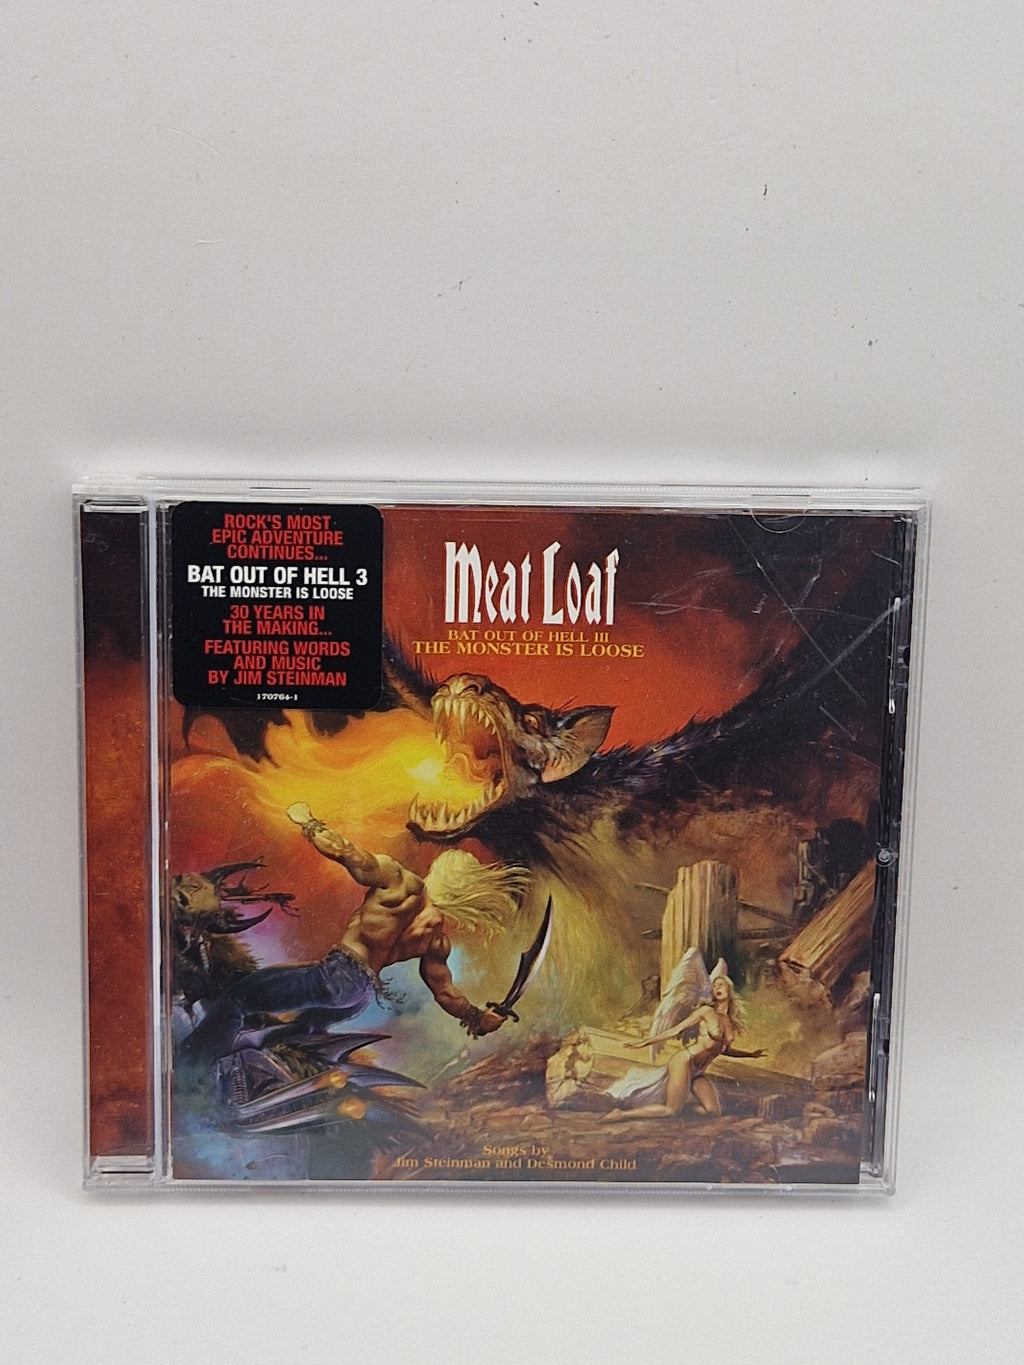 ROCK'S MOST
EPIC ADVENTURE
CONTINUES...
BAT OUT OF HELL 3
THE MONSTER IS LOOSE
30 YEARS IN
THE MAKING...
FEATURING WORDS
AND MUSIC
BY JIM STEINMAN
170764-1
Meat Loaf
BAT OUT OF HELL III
THE MONSTER IS LOOSE
Songs by
Jim Steinman and Desmond Child